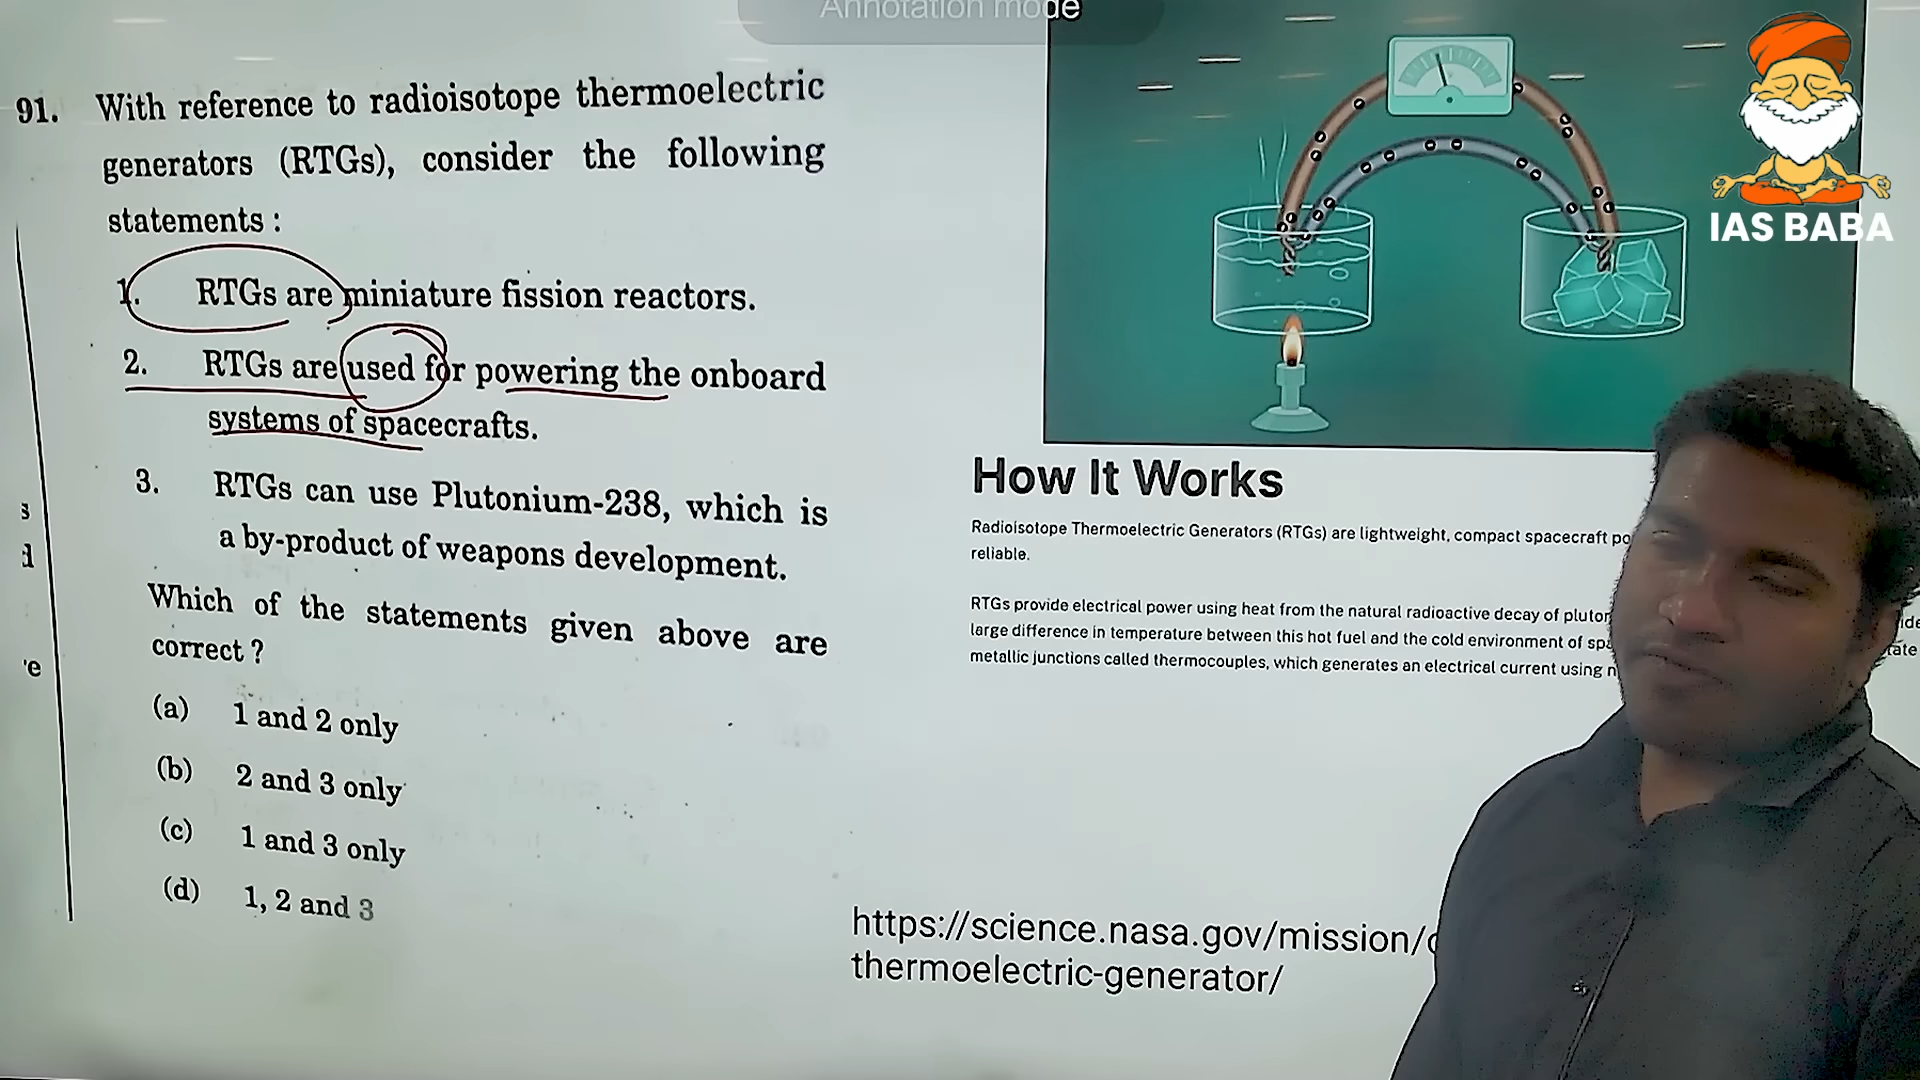 Annotation mode
91. With reference to radioisotope thermoelectric
generators (RTGs), consider the following
statements :
1. RTGs are miniature fission reactors.
2. RTGs are used for powering the onboard
systems of spacecrafts.
3. RTGs can use Plutonium-238, which is
a by-product of weapons development.
Which of the statements given above are
correct ?
(a) 1 and 2 only
(b) 2 and 3 only
(c) 1 and 3 only
(d) 1, 2 and 3
s
d
'e
IAS BABA
How It Works
Radioisotope Thermoelectric Generators (RTGs) are lightweight, compact spacecraft
reliable.
RTGs provide electrical power using heat from the natural radioactive decay of
large difference in temperature between this hot fuel and the cold environment of
metallic junctions called thermocouples, which generates an electrical current using
https://science.nasa.gov/mission/
thermoelectric-generator/